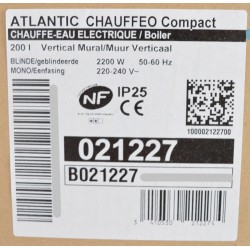 ATLANTIC CHAUFFEO Compact
CHAUFFE-EAU ELECTRIQUE / Boiler
200 l Vertical Mural/Muur Verticaal
BLINDE/geblindeerde 2200 W 50-60 Hz
MONO/Eenfasing 220-240 V~
NF IP25
CE
100002122700
021227
B021227